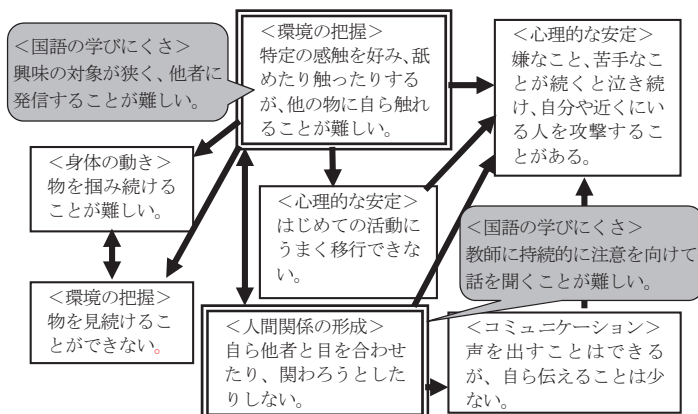 ＜国語の学びにくさ＞
興味の対象が狭く、他者に
発信することが難しい。
＜環境の把握＞
特定の感触を好み、舐
めたり触ったりする
が、他の物に自ら触れ
ることが難しい。
＜心理的な安定＞
嫌なこと、苦手なこ
とが続くと泣き続
け、自分や近くにい
る人を攻撃すること
がある。
＜身体の動き＞
物を掴み続ける
ことが難しい。
＜心理的な安定＞
はじめての活動に
うまく移行できな
い。
＜国語の学びにくさ＞
教師に持続的に注意を向けて
話を聞くことが難しい。
＜環境の把握＞
物を見続けるこ
とができない。
＜人間関係の形成＞
自ら他者と目を合わせ
たり、関わろうとした
りしない。
＜コミュニケーション＞
声を出すことはできる
が、自ら伝えることは少
ない。